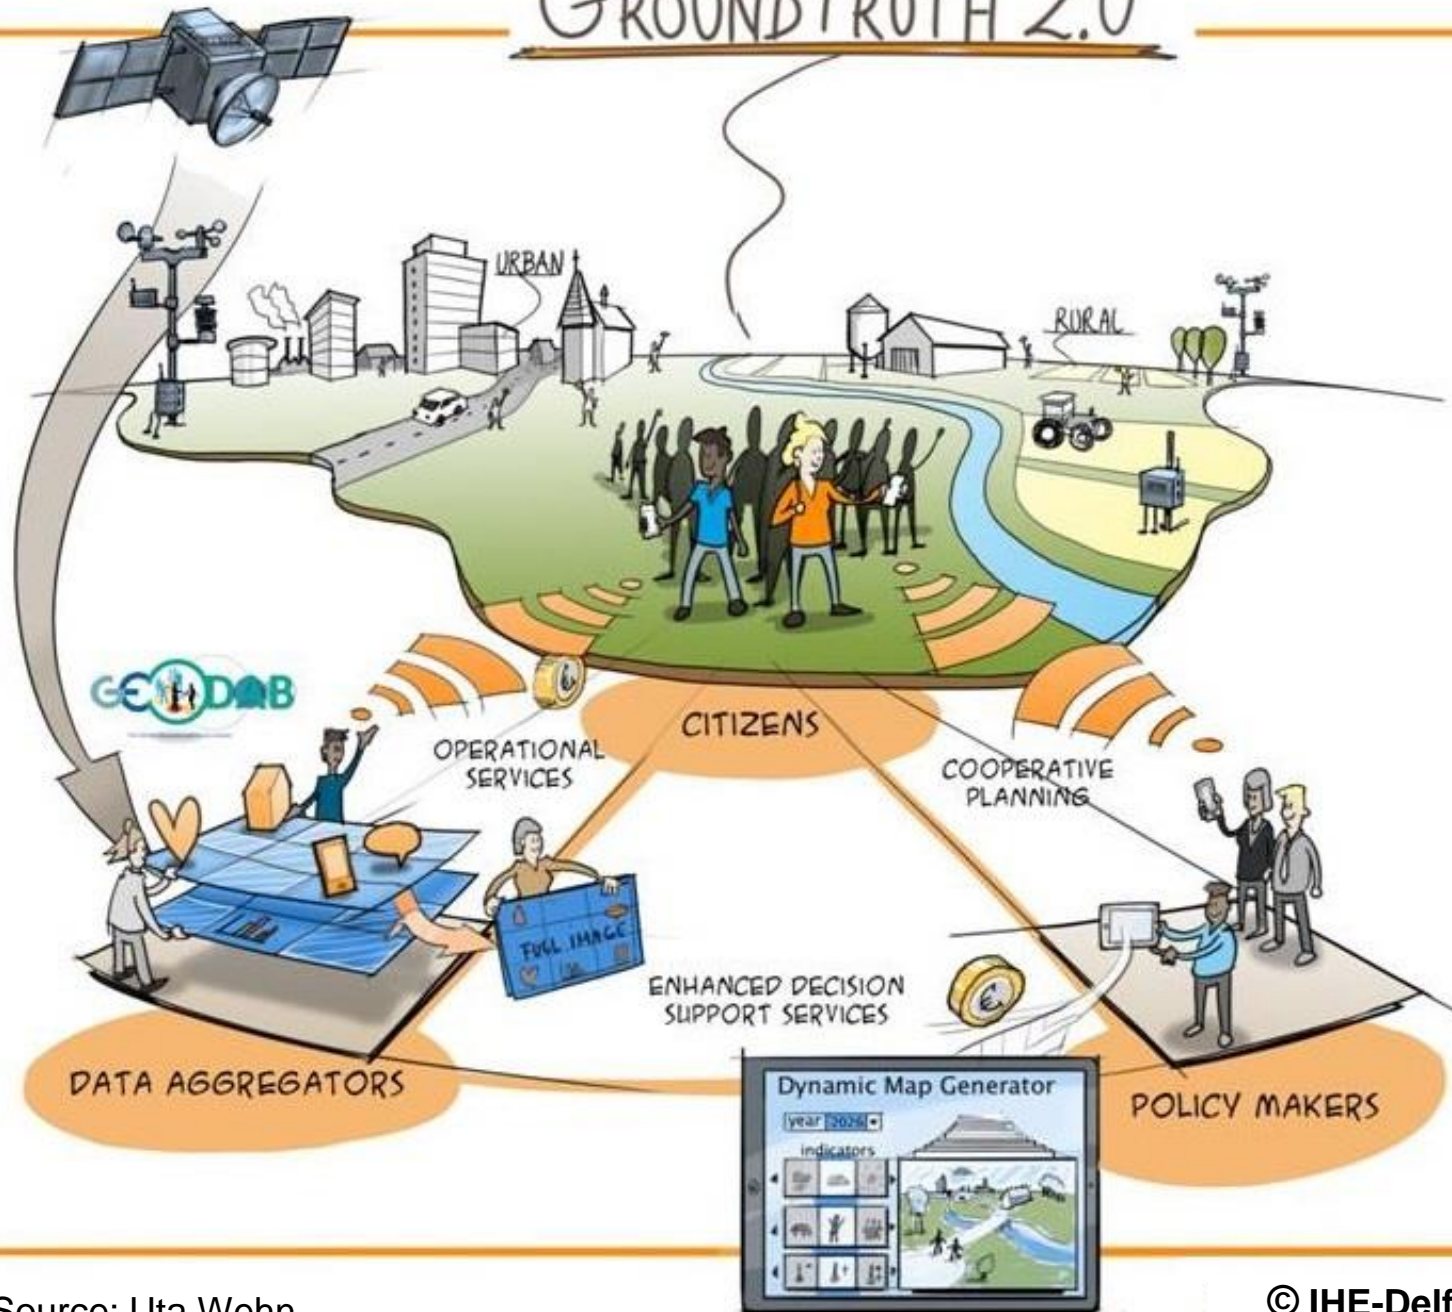 GROUNDTRUTH 2.0
URBAN
RURAL
GEODAB
CITIZENS
OPERATIONAL
SERVICES
COOPERATIVE
PLANNING
FULL IMAGE
ENHANCED DECISION
SUPPORT SERVICES
DATA AGGREGATORS
POLICY MAKERS
Dynamic Map Generator
year 2026
indicators
Source: Uta Wehn
© IHE-Delf